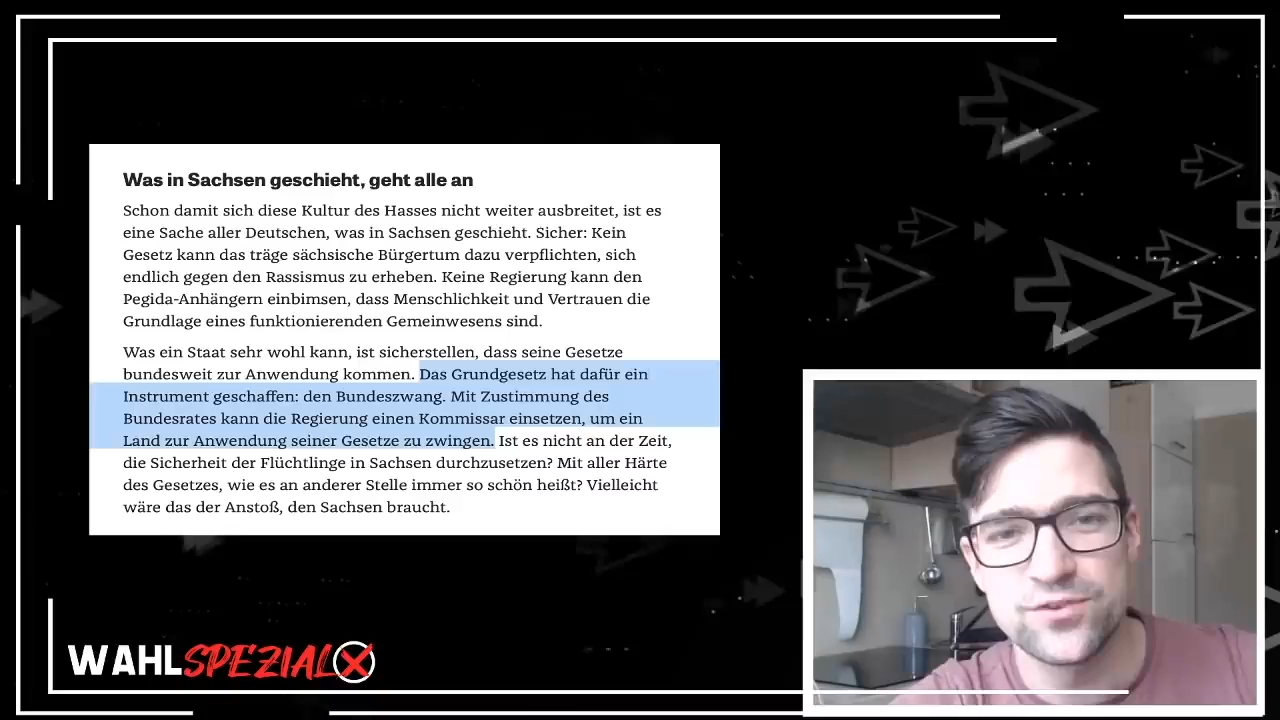 Was in Sachsen geschieht, geht alle an
Schon damit sich diese Kultur des Hasses nicht weiter ausbreitet, ist es
eine Sache aller Deutschen, was in Sachsen geschieht. Sicher: Kein
Gesetz kann das träge sächsische Bürgertum dazu verpflichten, sich
endlich gegen den Rassismus zu erheben. Keine Regierung kann den
Pegida-Anhängern einbimsen, dass Menschlichkeit und Vertrauen die
Grundlage eines funktionierenden Gemeinwesens sind.
Was ein Staat sehr wohl kann, ist sicherstellen, dass seine Gesetze
bundesweit zur Anwendung kommen. Das Grundgesetz hat dafür ein
Instrument geschaffen: den Bundeszwang. Mit Zustimmung des
Bundesrates kann die Regierung einen Kommissar einsetzen, um ein
Land zur Anwendung seiner Gesetze zu zwingen. Ist es nicht an der Zeit,
die Sicherheit der Flüchtlinge in Sachsen durchzusetzen? Mit aller Härte
des Gesetzes, wie es an anderer Stelle immer so schön heißt? Vielleicht
wäre das der Anstoß, den Sachsen braucht.
WAHLSPEZIAL